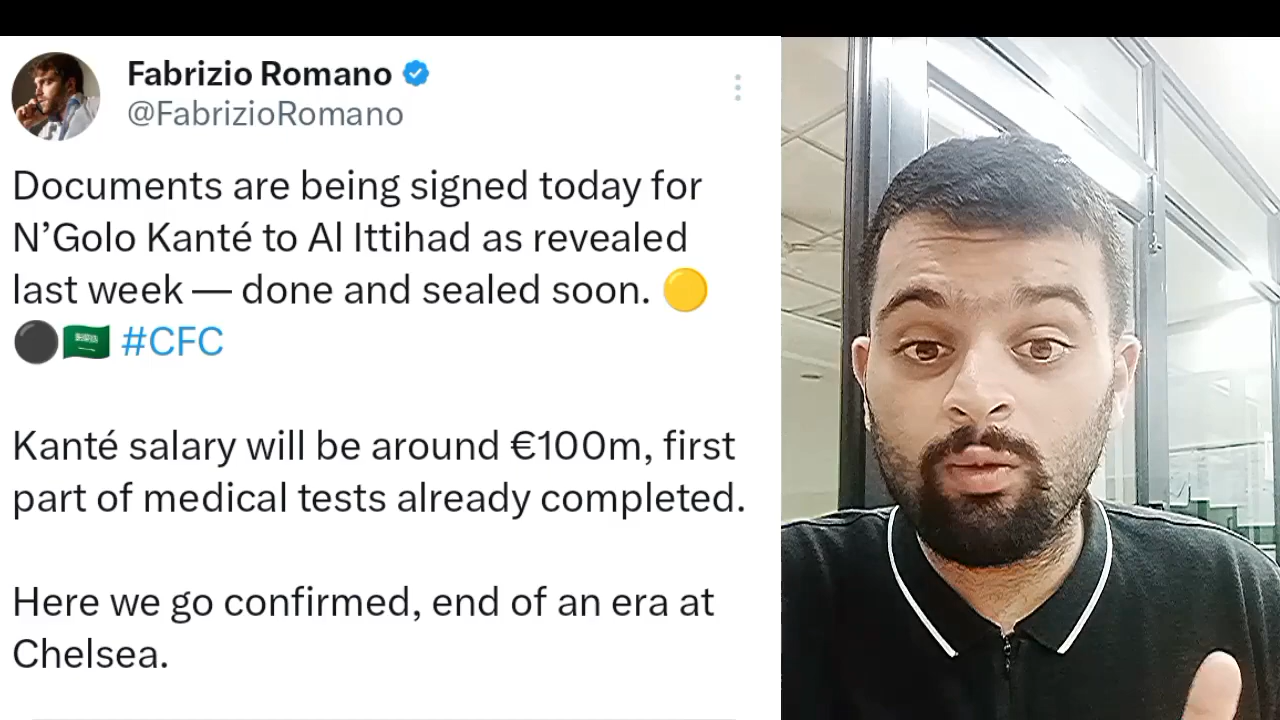 Fabrizio Romano
@FabrizioRomano
Documents are being signed today for
N’Golo Kanté to Al Ittihad as revealed
last week — done and sealed soon. 🟡
⚫🇸🇦 #CFC
Kanté salary will be around €100m, first
part of medical tests already completed.
Here we go confirmed, end of an era at
Chelsea.